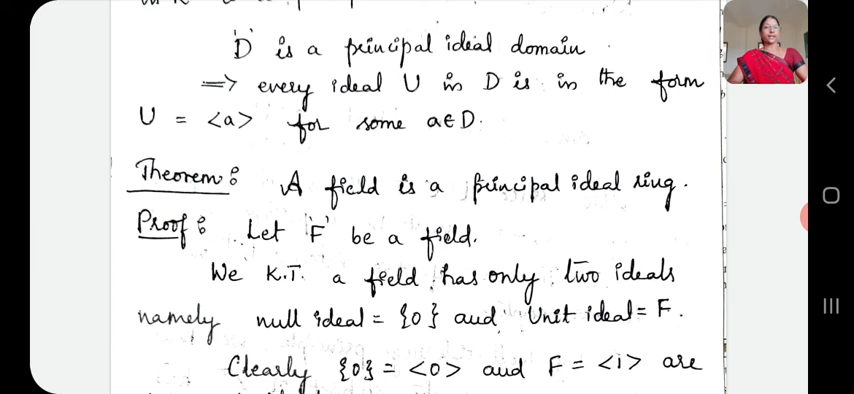 'D' is a principal ideal domain
⟹ every ideal U in D is in the form
U = <a> for some a∈D.
Theorem: A field is a principal ideal ring.
Proof: Let 'F' be a field.
We K.T. a field has only two ideals
namely null ideal = {0} and Unit ideal = F.
Clearly {0} = <0> and F = <1> are